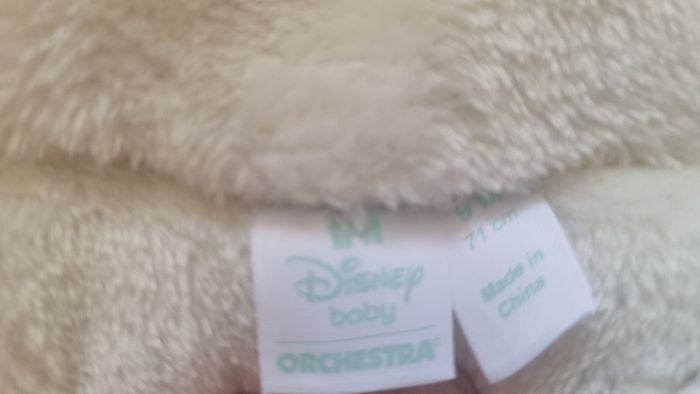 Disney
baby
ORCHESTRA
71 cm
Made in
China